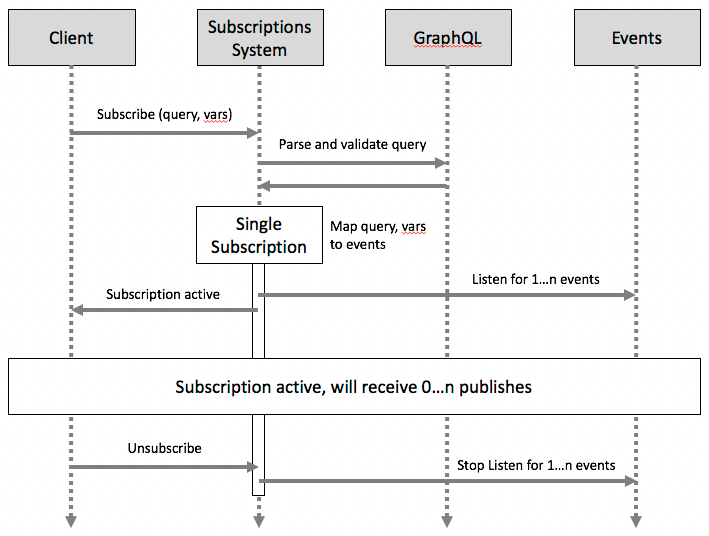 Client
Subscriptions
System
GraphQL
Events
Subscribe (query, vars)
Parse and validate query
Single
Subscription
Map query, vars
to events
Listen for 1...n events
Subscription active
Subscription active, will receive 0...n publishes
Unsubscribe
Stop Listen for 1...n events